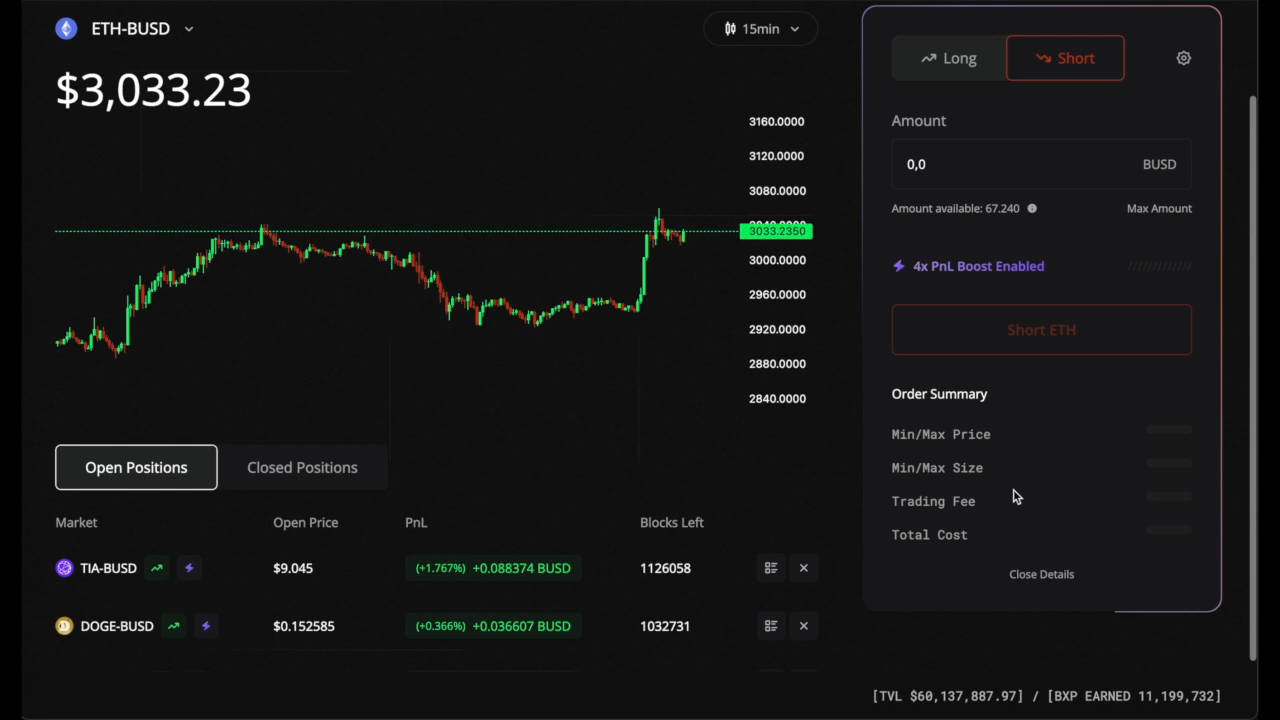 ETH-BUSD
15min
$3,033.23
3160.0000
3120.0000
3080.0000
3033.2350
3000.0000
2960.0000
2920.0000
2880.0000
2840.0000
Long
Short
Amount
0,0 BUSD
Amount available: 67.240 Max Amount
4x PnL Boost Enabled
Short ETH
Order Summary
Min/Max Price
Min/Max Size
Trading Fee
Total Cost
Close Details
Open Positions
Closed Positions
Market Open Price PnL Blocks Left
TIA-BUSD $9.045 (+1.767%) +0.088374 BUSD 1126058
DOGE-BUSD $0.152585 (+0.366%) +0.036607 BUSD 1032731
[TVL $60,137,887.97] / [BXP EARNED 11,199,732]